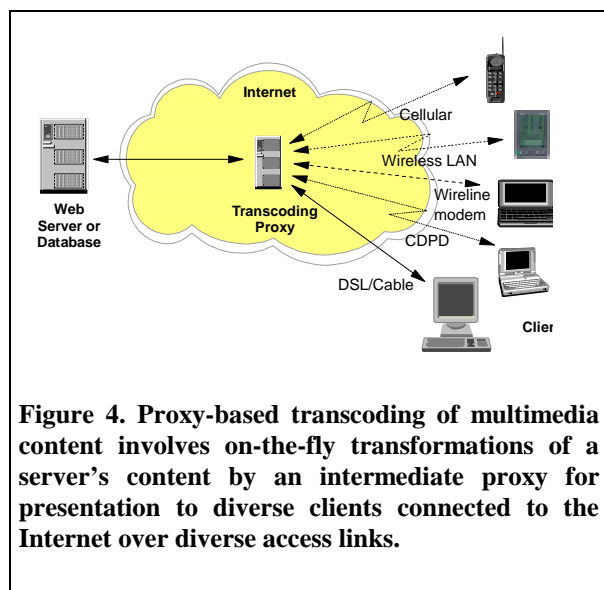 Internet
Cellular
Wireless LAN
Wireline
modem
Web
Server or
Database
Transcoding
Proxy
CDPD
DSL/Cable
Clien
Figure 4. Proxy-based transcoding of multimedia
content involves on-the-fly transformations of a
server's content by an intermediate proxy for
presentation to diverse clients connected to the
Internet over diverse access links.